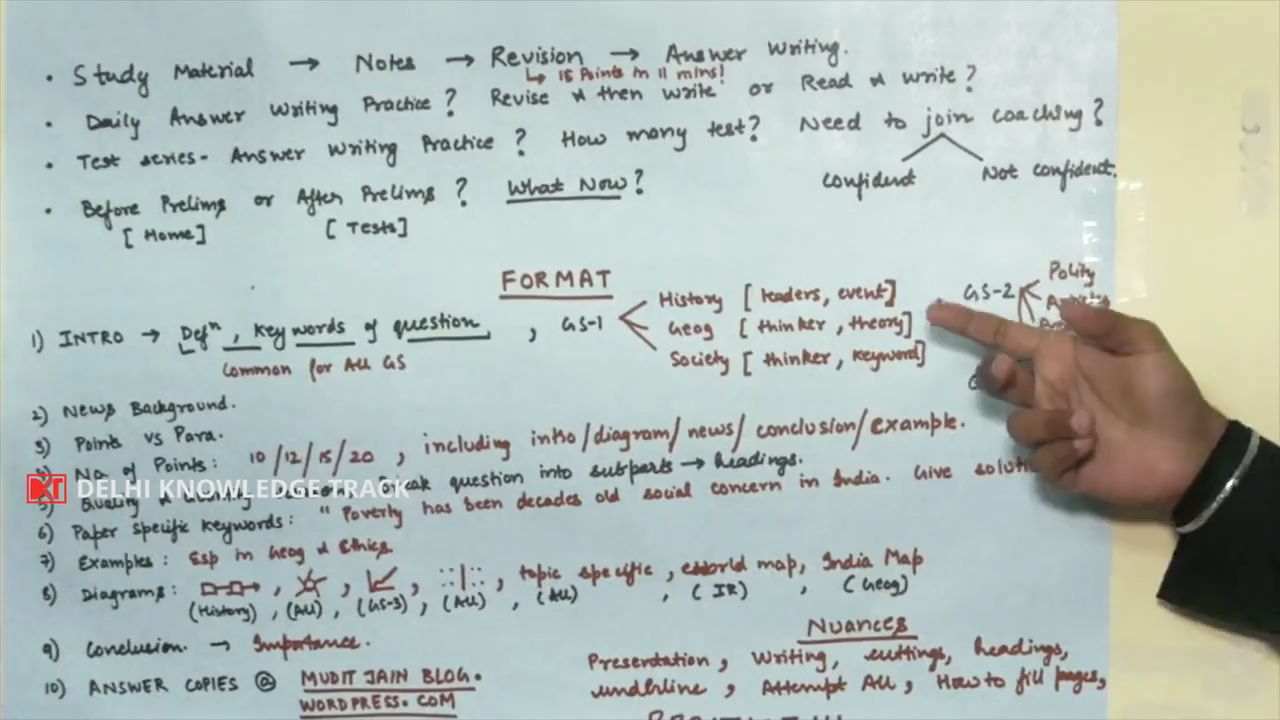 • Study Material → Notes → Revision → Answer Writing.
↳ 15 Points in 11 mins!
• Daily Answer Writing Practice? Revise & then write or Read & write?
• Test series - Answer Writing Practice? How many test? Need to join coaching?
Confident Not confident.
• Before Prelims or After Prelims? What Now?
[Home] [Tests]
FORMAT
1) INTRO → Defⁿ, keywords of question, GS-1
History [leaders, event]
Geog [thinker, theory]
Society [thinker, keyword]
GS-2
Polity
Common for All GS
2) News Background.
3) Points vs Para.
4) No. of Points: 10/12/15/20, including intro/diagram/news/conclusion/example.
5) Quality Break question into subparts → headings.
DELHI KNOWLEDGE TRACK
6) Paper specific keywords: "Poverty has been decades old social concern in India. Give
7) Examples: Esp in Geog & Ethics
8) Diagrams: , , , , topic specific, world map, India Map
(History), (All), (GS-3), (All), (All), (IR), (Geog)
9) Conclusion → Importance.
10) ANSWER COPIES @ MUDIT JAIN BLOG.
WORDPRESS.COM
Nuances
Presentation, Writing, cuttings, headings,
underline, Attempt All, How to fill pages,